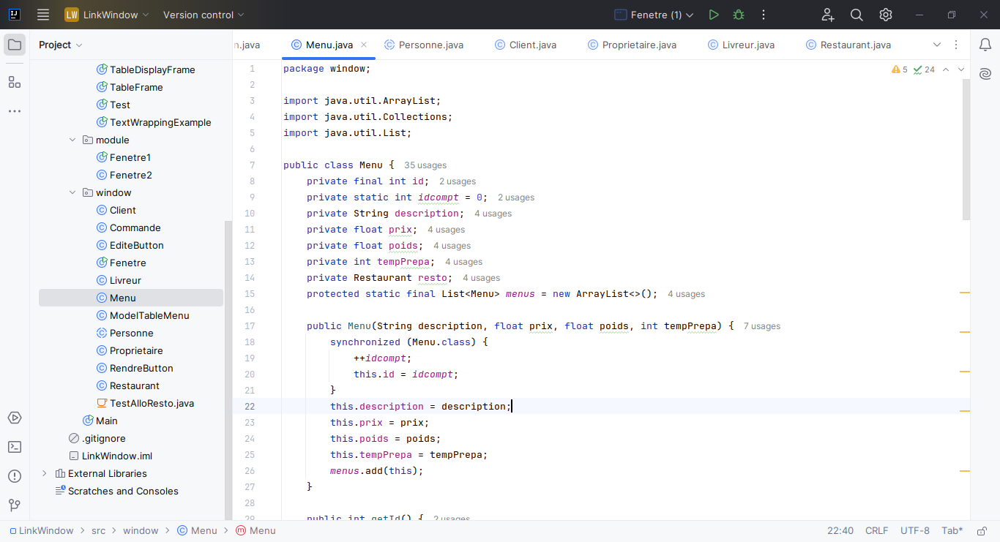 LW LinkWindow Version control Fenetre (1)
Project
n.java Menu.java Personne.java Client.java Proprietaire.java Livreur.java Restaurant.java
TableDisplayFrame
TableFrame
Test
TextWrappingExample
module
Fenetre1
Fenetre2
window
Client
Commande
EditeButton
Fenetre
Livreur
Menu
ModelTableMenu
Personne
Proprietaire
RendreButton
Restaurant
TestAlloResto.java
Main
.gitignore
LinkWindow.iml
External Libraries
Scratches and Consoles
5 24
1 package window;
2
3 import java.util.ArrayList;
4 import java.util.Collections;
5 import java.util.List;
6
7 public class Menu { 35 usages
8 private final int id; 2 usages
9 private static int idcompt = 0; 2 usages
10 private String description; 4 usages
11 private float prix; 4 usages
12 private float poids; 4 usages
13 private int tempPrepa; 4 usages
14 private Restaurant resto; 4 usages
15 protected static final List<Menu> menus = new ArrayList<>(); 4 usages
16
17 public Menu(String description, float prix, float poids, int tempPrepa) { 7 usages
18 synchronized (Menu.class) {
19 ++idcompt;
20 this.id = idcompt;
21 }
22 this.description = description;
23 this.prix = prix;
24 this.poids = poids;
25 this.tempPrepa = tempPrepa;
26 menus.add(this);
27 }
28
29 public int getId() { 2 usages
LinkWindow > src > window > Menu > Menu
22:40 CRLF UTF-8 Tab*